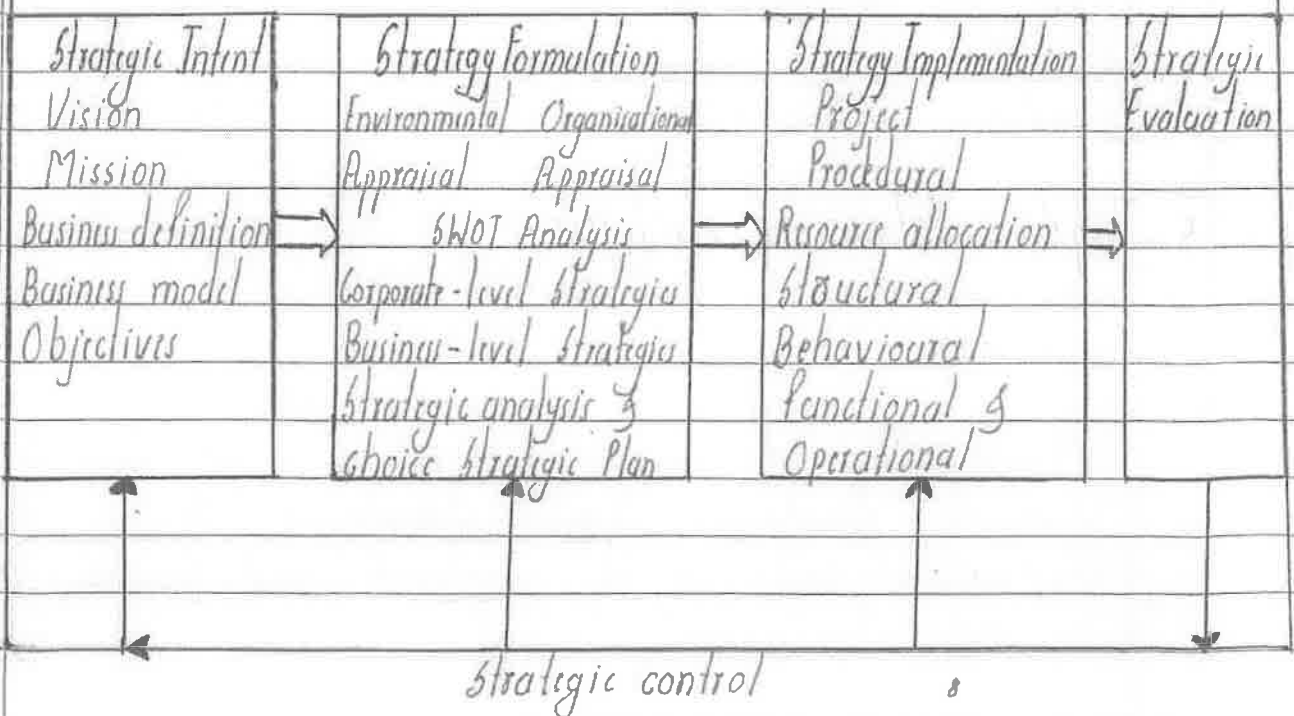 Strategic Intent
Vision
Mission
Business definition
Business model
Objectives
Strategy Formulation
Environmental Organisational
Appraisal Appraisal
SWOT Analysis
Corporate-level Strategies
Business-level Strategies
Strategic analysis &
choice Strategic Plan
Strategy Implementation
Project
Procedural
Resource allocation
Structural
Behavioural
Functional &
Operational
Strategic
Evaluation
Strategic control
8